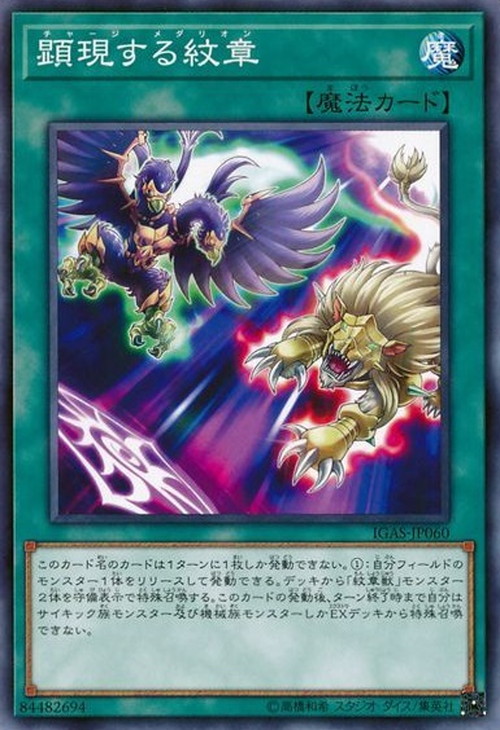 チャージ メダリオン
顕現する紋章
魔
【魔法カード】
IGAS-JP060
このカード名のカードは1ターンに1枚しか発動できない。①:自分フィールドの
モンスター1体をリリースして発動できる。デッキから「紋章獣」モンスター
2体を守備表示で特殊召喚する。このカードの発動後、ターン終了時まで自分は
サイキック族モンスター及び機械族モンスターしかEXデッキから特殊召喚
できない。
84482694
©高橋和希 スタジオ・ダイス/集英社